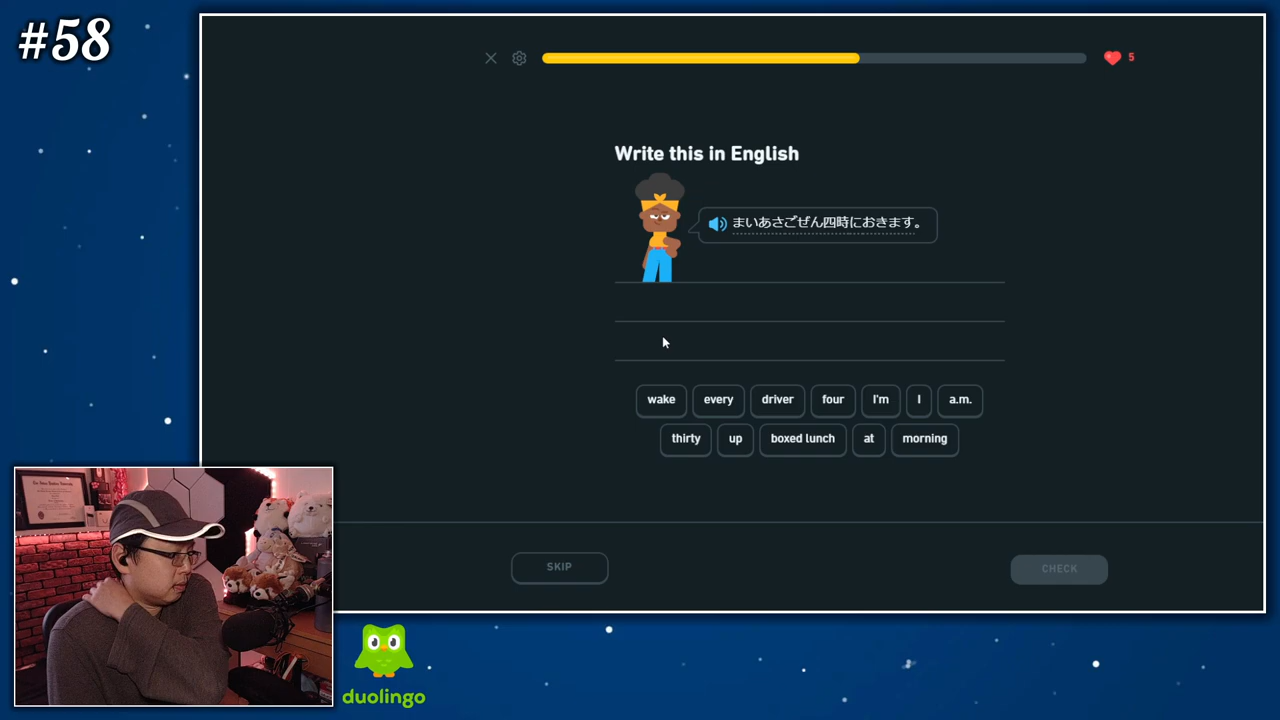 #58
5
Write this in English
まいあさごぜん四時におきます。
wake every driver four I'm I a.m.
thirty up boxed lunch at morning
SKIP
CHECK
duolingo